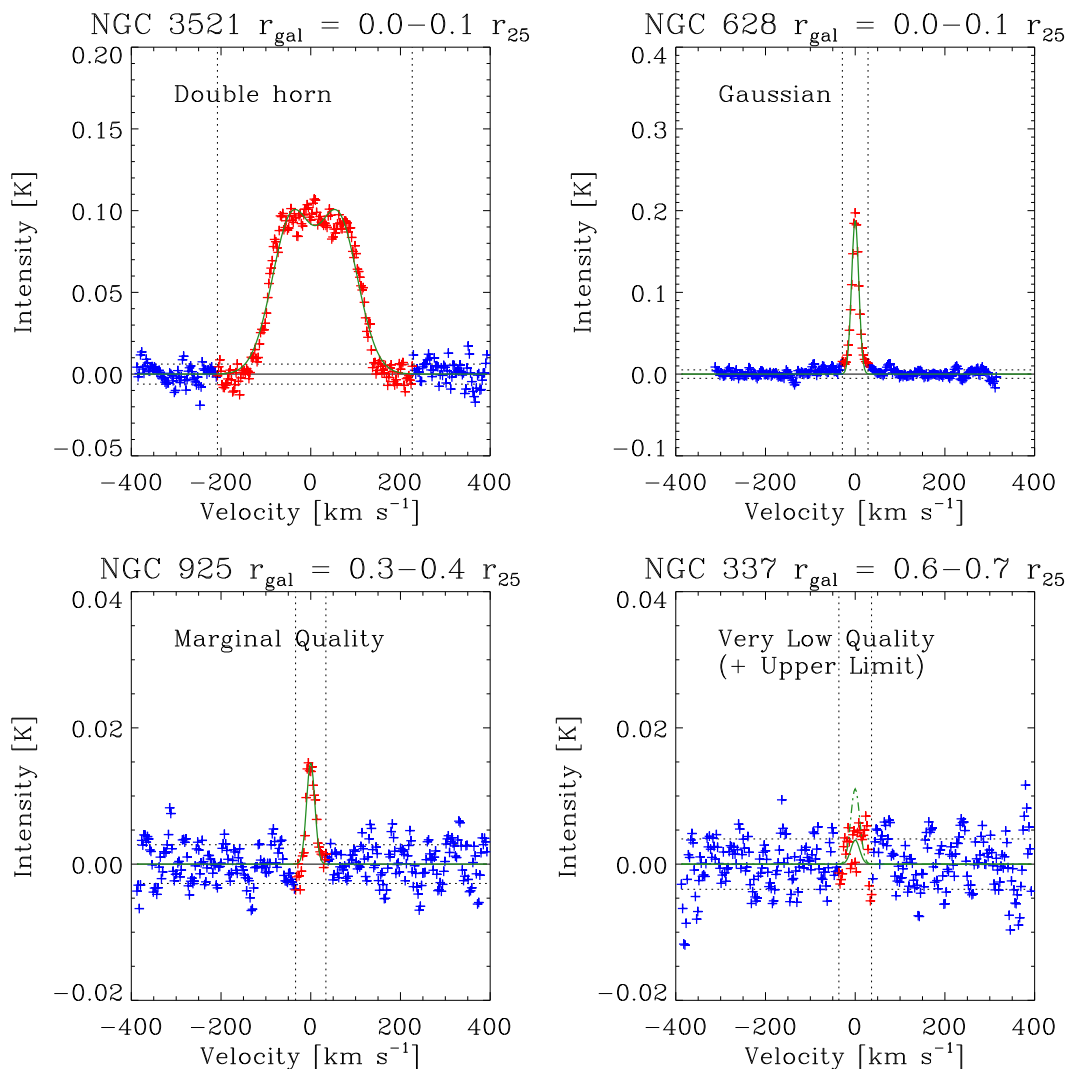 NGC 3521 r_gal = 0.0−0.1 r_25
Double horn
Intensity [K]
0.20
0.15
0.10
0.05
0.00
−0.05
−400 −200 0 200 400
Velocity [km s⁻¹]
NGC 628 r_gal = 0.0−0.1 r_25
Gaussian
Intensity [K]
0.4
0.3
0.2
0.1
0.0
−0.1
−400 −200 0 200 400
Velocity [km s⁻¹]
NGC 925 r_gal = 0.3−0.4 r_25
Marginal Quality
Intensity [K]
0.04
0.02
0.00
−0.02
−400 −200 0 200 400
Velocity [km s⁻¹]
NGC 337 r_gal = 0.6−0.7 r_25
Very Low Quality
(+ Upper Limit)
Intensity [K]
0.04
0.02
0.00
−0.02
−400 −200 0 200 400
Velocity [km s⁻¹]